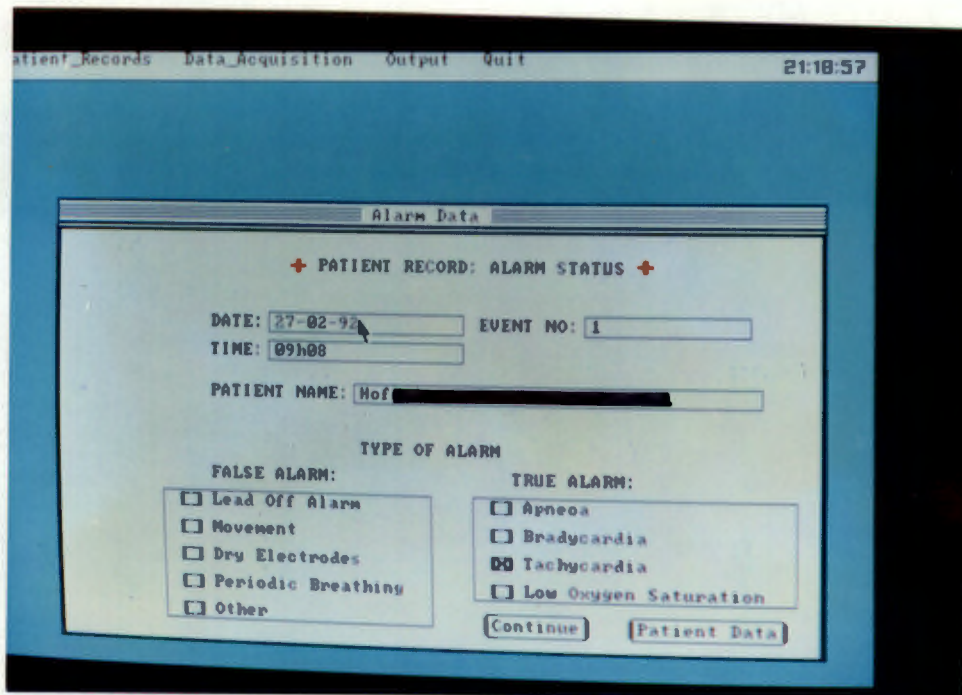 atient_Records Data_Acquisition Output Quit 21:18:57
Alarm Data
PATIENT RECORD: ALARM STATUS
DATE: 27-02-92 EVENT NO: 1
TIME: 09h08
PATIENT NAME: Hof
TYPE OF ALARM
FALSE ALARM: TRUE ALARM:
Lead Off Alarm Apneoa
Movement Bradycardia
Dry Electrodes Tachycardia
Periodic Breathing Low Oxygen Saturation
Other
Continue Patient Data